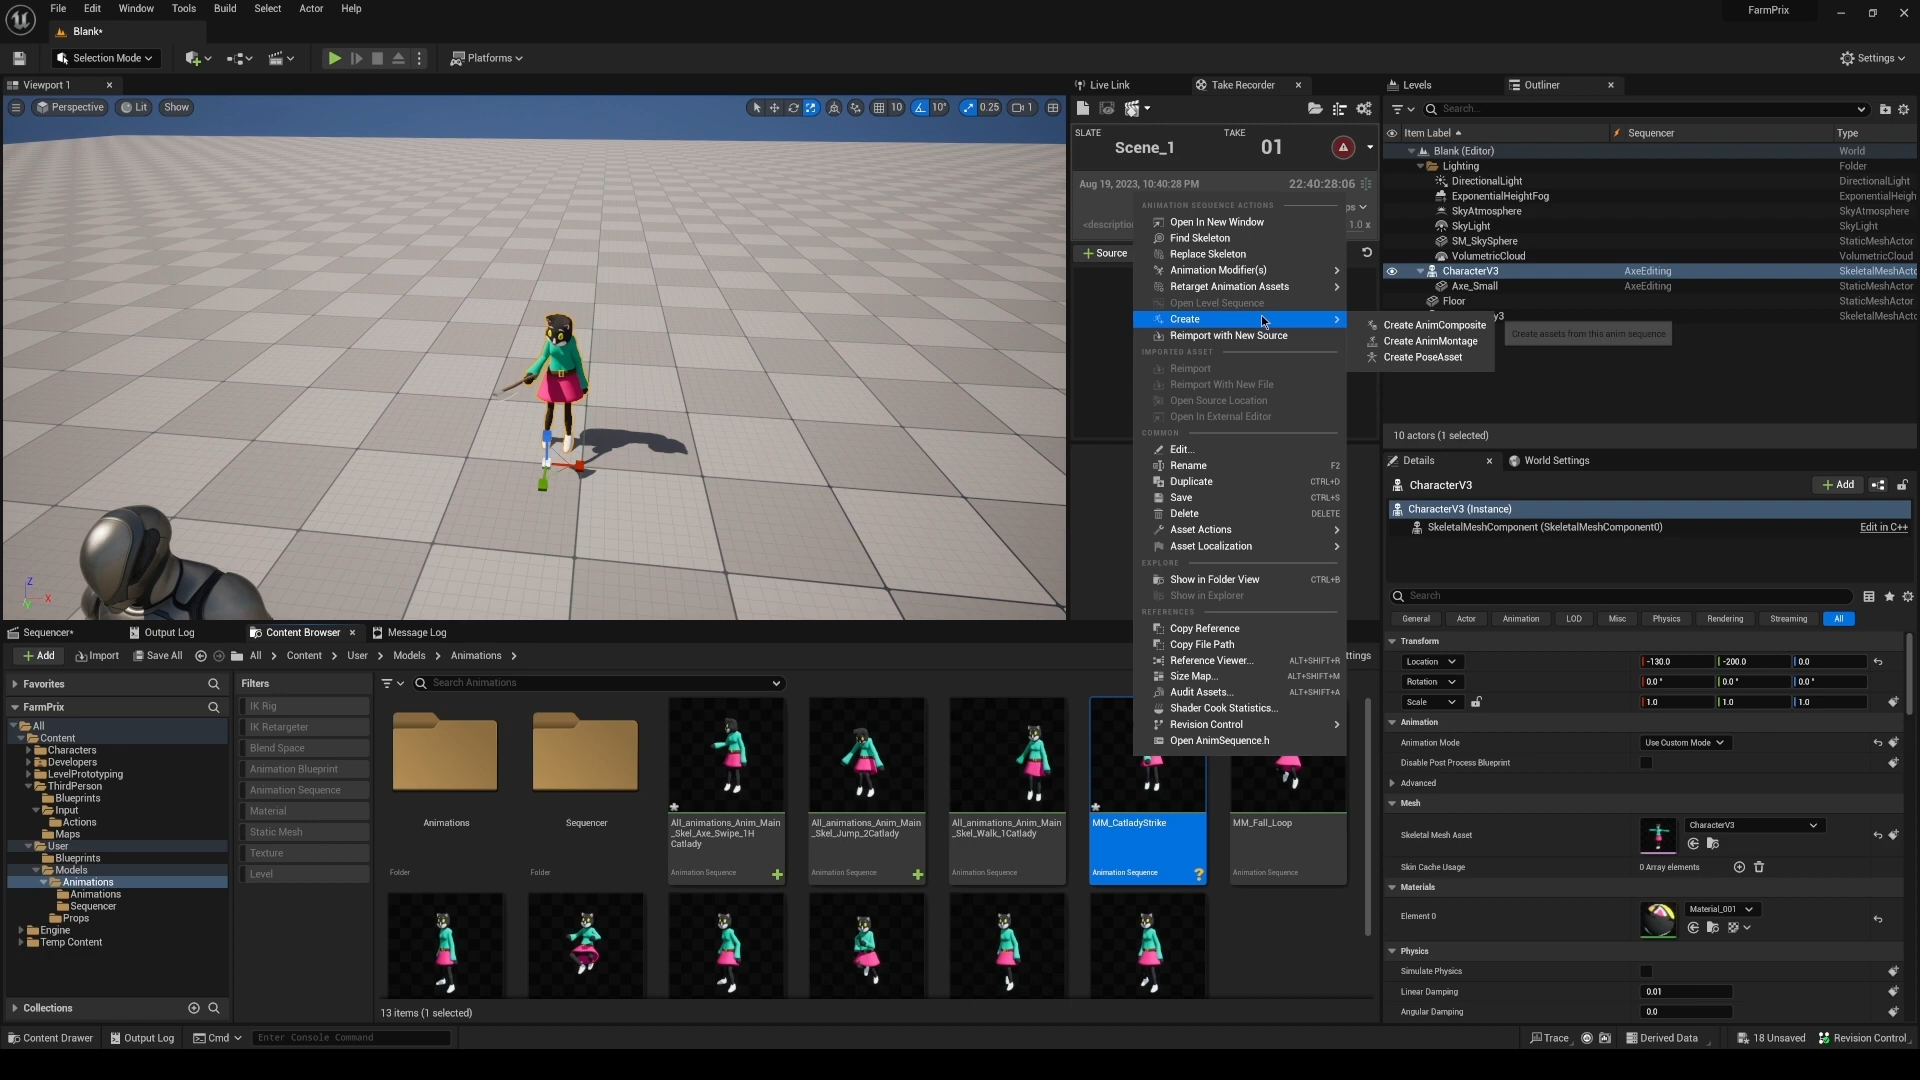 File Edit Window Tools Build Select Actor Help
FarmPrix
Blank*
Selection Mode
Platforms
Settings
Viewport 1
Perspective Lit Show
10 10° 0.25 1
Z
X
Y
Live Link
Take Recorder
SLATE
Scene_1
TAKE
01
Aug 19, 2023, 10:40:28 PM
22:40:28:06
ps
<description
1.0 x
Source
ANIMATION SEQUENCE ACTIONS
Open In New Window
Find Skeleton
Replace Skeleton
Animation Modifier(s)
Retarget Animation Assets
Open Level Sequence
Create
Reimport with New Source
IMPORTED ASSET
Reimport
Reimport With New File
Open Source Location
Open In External Editor
COMMON
Edit...
Rename F2
Duplicate CTRL+D
Save CTRL+S
Delete DELETE
Asset Actions
Asset Localization
EXPLORE
Show in Folder View CTRL+B
Show in Explorer
REFERENCES
Copy Reference
Copy File Path
Reference Viewer... ALT+SHIFT+R
Size Map... ALT+SHIFT+M
Audit Assets... ALT+SHIFT+A
Shader Cook Statistics...
Revision Control
Open AnimSequence.h
Create AnimComposite
Create AnimMontage
Create PoseAsset
Create assets from this anim sequence
Levels
Outliner
Search...
Item Label Sequencer Type
Blank (Editor) World
Lighting Folder
DirectionalLight DirectionalLight
ExponentialHeightFog ExponentialHeigh
SkyAtmosphere SkyAtmosphere
SkyLight SkyLight
SM_SkySphere StaticMeshActor
VolumetricCloud VolumetricCloud
CharacterV3 AxeEditing SkeletalMeshActo
Axe_Small AxeEditing StaticMeshActor
Floor StaticMeshActor
y3 SkeletalMeshActo
10 actors (1 selected)
Details
World Settings
CharacterV3
Add
CharacterV3 (Instance)
SkeletalMeshComponent (SkeletalMeshComponent0) Edit in C++
Search
General Actor Animation LOD Misc Physics Rendering Streaming All
Transform
Location -130.0 -200.0 0.0
Rotation 0.0° 0.0° 0.0°
Scale 1.0 1.0 1.0
Animation
Animation Mode Use Custom Mode
Disable Post Process Blueprint
Advanced
Mesh
Skeletal Mesh Asset CharacterV3
Skin Cache Usage 0 Array elements
Materials
Element 0 Material_001
Physics
Simulate Physics
Linear Damping 0.01
Angular Damping 0.0
Sequencer*
Output Log
Content Browser
Message Log
Add Import Save All All Content User Models Animations
ttings
Favorites
FarmPrix
All
Content
Characters
Developers
LevelPrototyping
ThirdPerson
Blueprints
Input
Actions
Maps
User
Blueprints
Models
Animations
Animations
Sequencer
Props
Engine
Temp Content
Collections
Filters
IK Rig
IK Retargeter
Blend Space
Animation Blueprint
Animation Sequence
Material
Static Mesh
Texture
Level
Search Animations
Animations
Folder
Sequencer
Folder
All_animations_Anim_Main
_Skel_Axe_Swipe_1H
Catlady
Animation Sequence
All_animations_Anim_Main
_Skel_Jump_2Catlady
Animation Sequence
All_animations_Anim_Main
_Skel_Walk_1Catlady
Animation Sequence
MM_CatladyStrike
Animation Sequence
MM_Fall_Loop
Animation Sequence
13 items (1 selected)
Content Drawer
Output Log
Cmd
Enter Console Command
Trace
Derived Data
18 Unsaved
Revision Control